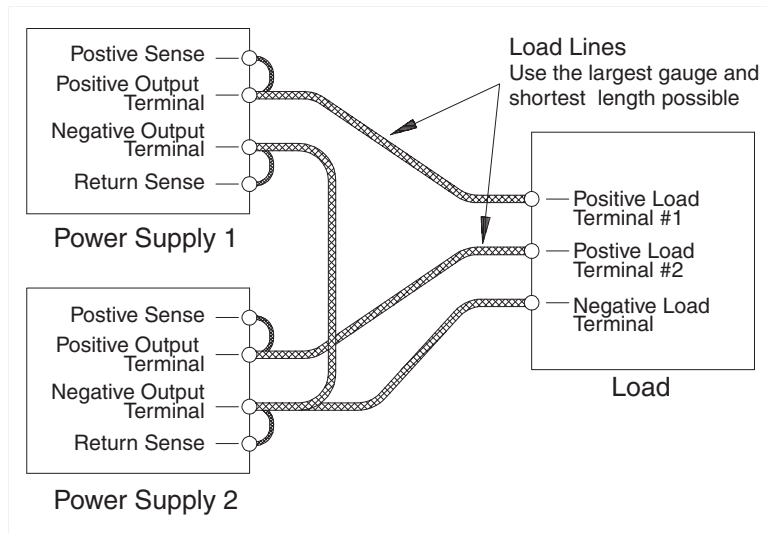 Postive Sense
Positive Output
Terminal
Negative Output
Terminal
Return Sense
Power Supply 1
Load Lines
Use the largest gauge and
shortest length possible
Positive Load
Terminal #1
Postive Load
Terminal #2
Negative Load
Terminal
Load
Postive Sense
Positive Output
Terminal
Negative Output
Terminal
Return Sense
Power Supply 2